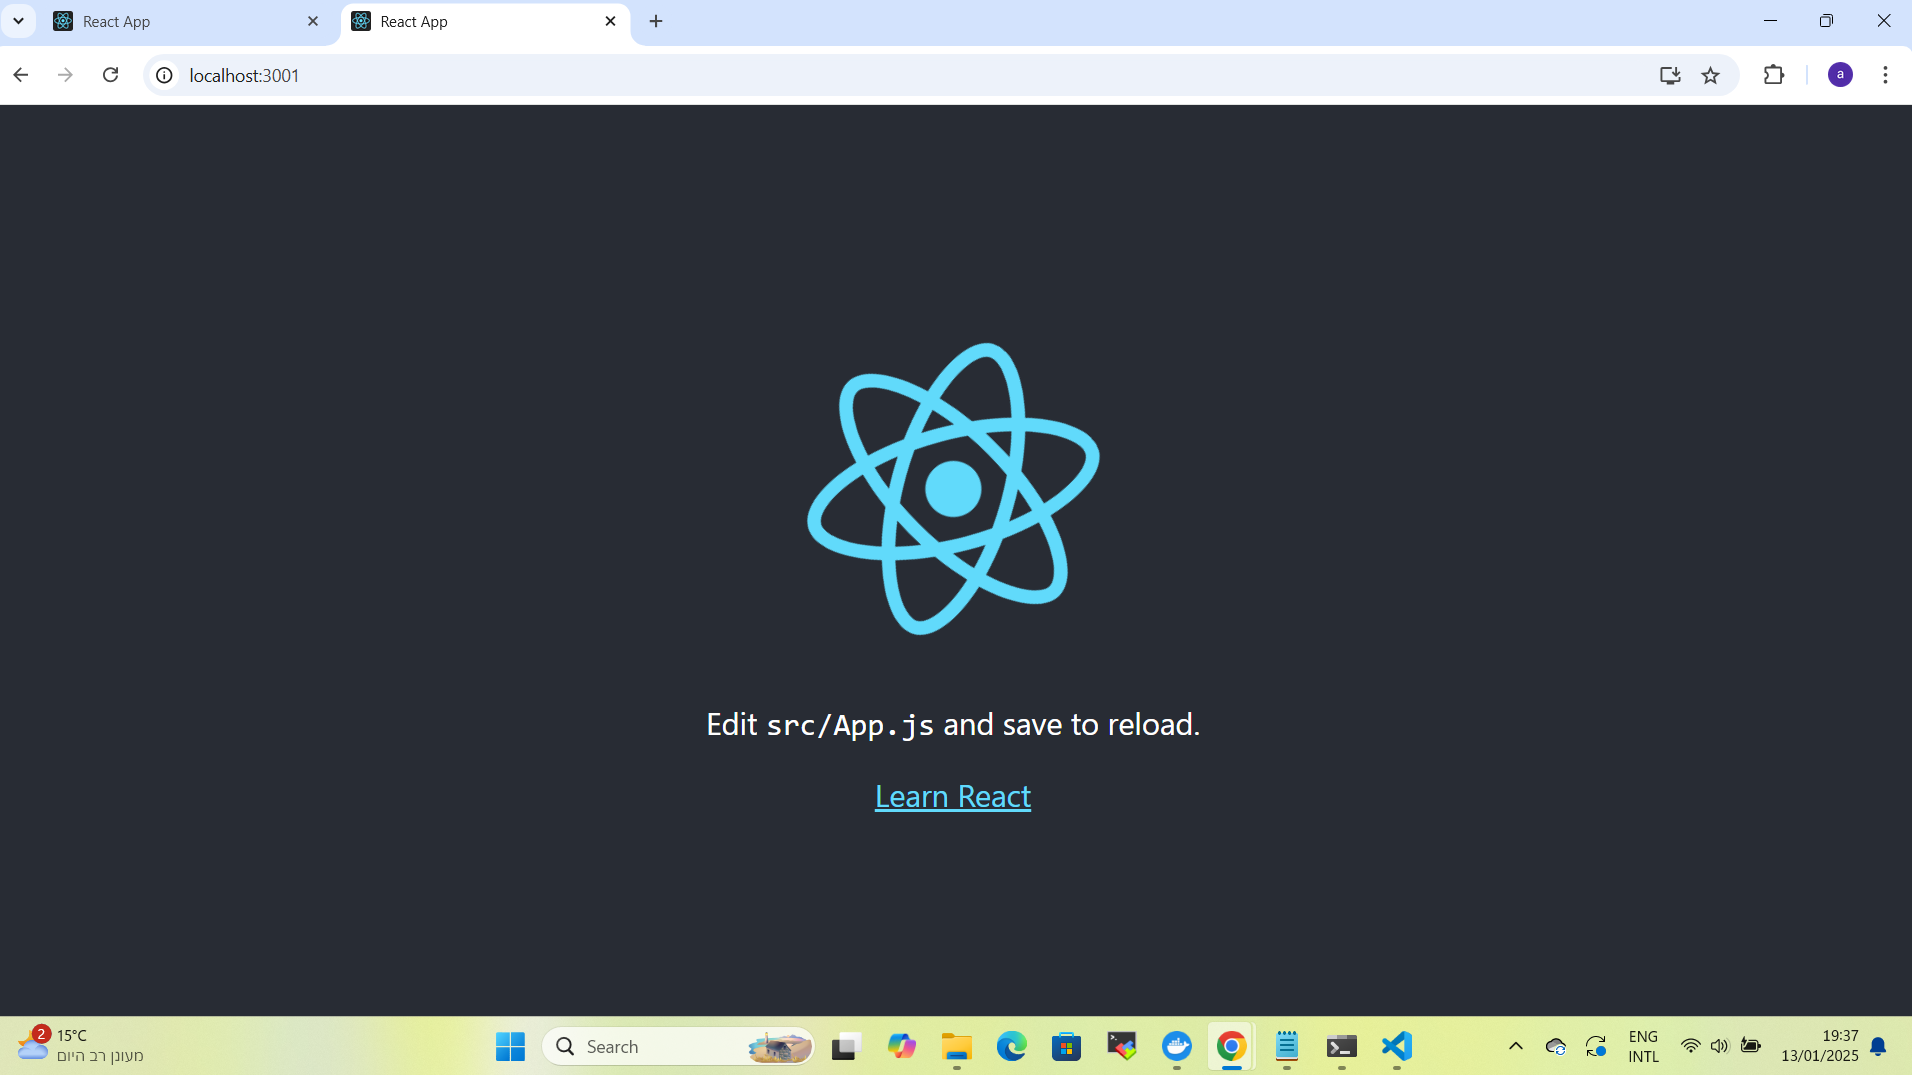 React App
React App
localhost:3001
a
Edit src/App.js and save to reload.
Learn React
2
15°C
מעונן רב היום
Search
ENG
INTL
19:37
13/01/2025